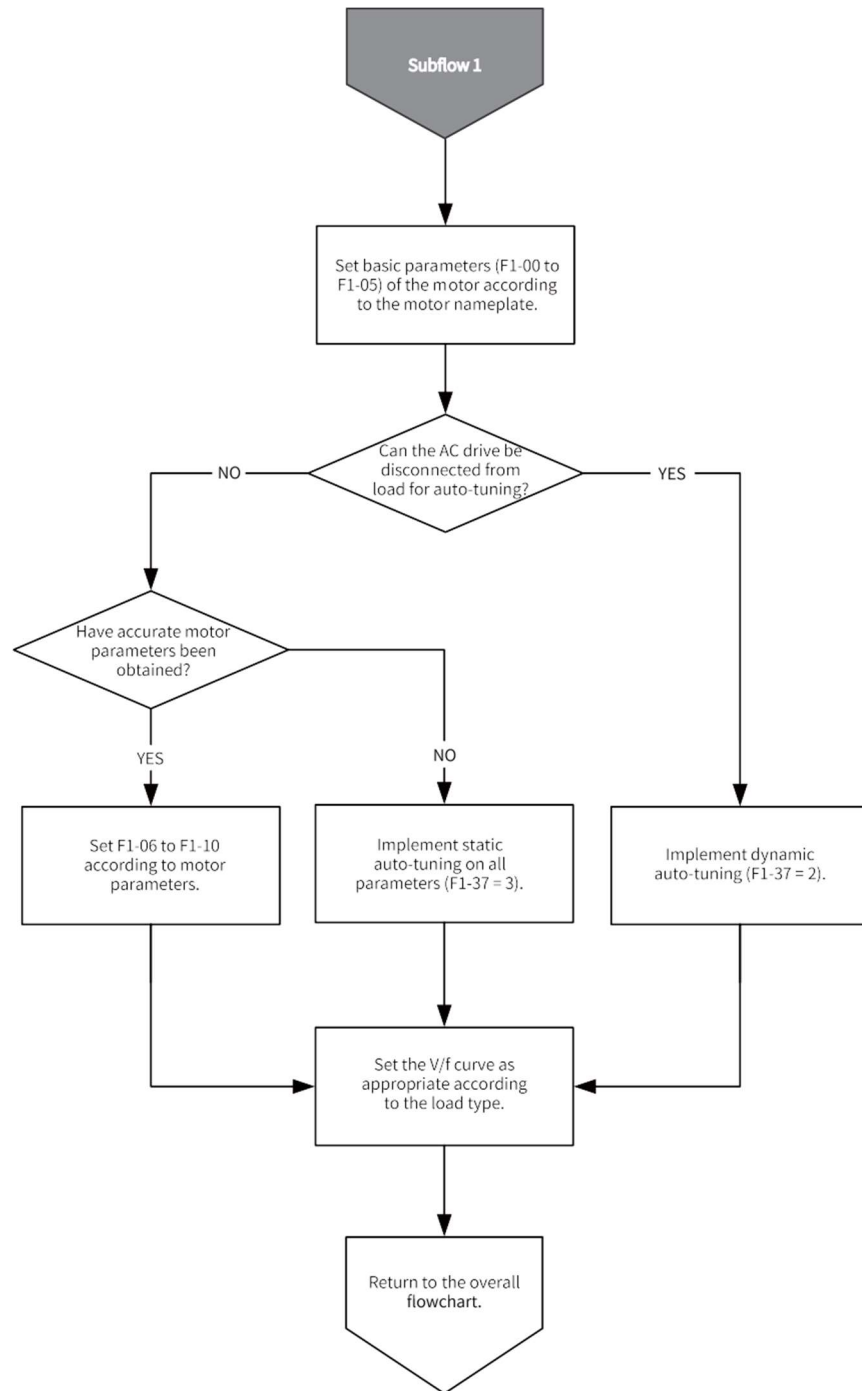 Subflow 1
Set basic parameters (F1-00 to
F1-05) of the motor according
to the motor nameplate.
Can the AC drive be
disconnected from
load for auto-tuning?
NO
YES
Have accurate motor
parameters been
obtained?
YES
NO
Set F1-06 to F1-10
according to motor
parameters.
Implement static
auto-tuning on all
parameters (F1-37 = 3).
Implement dynamic
auto-tuning (F1-37 = 2).
Set the V/f curve as
appropriate according
to the load type.
Return to the overall
flowchart.